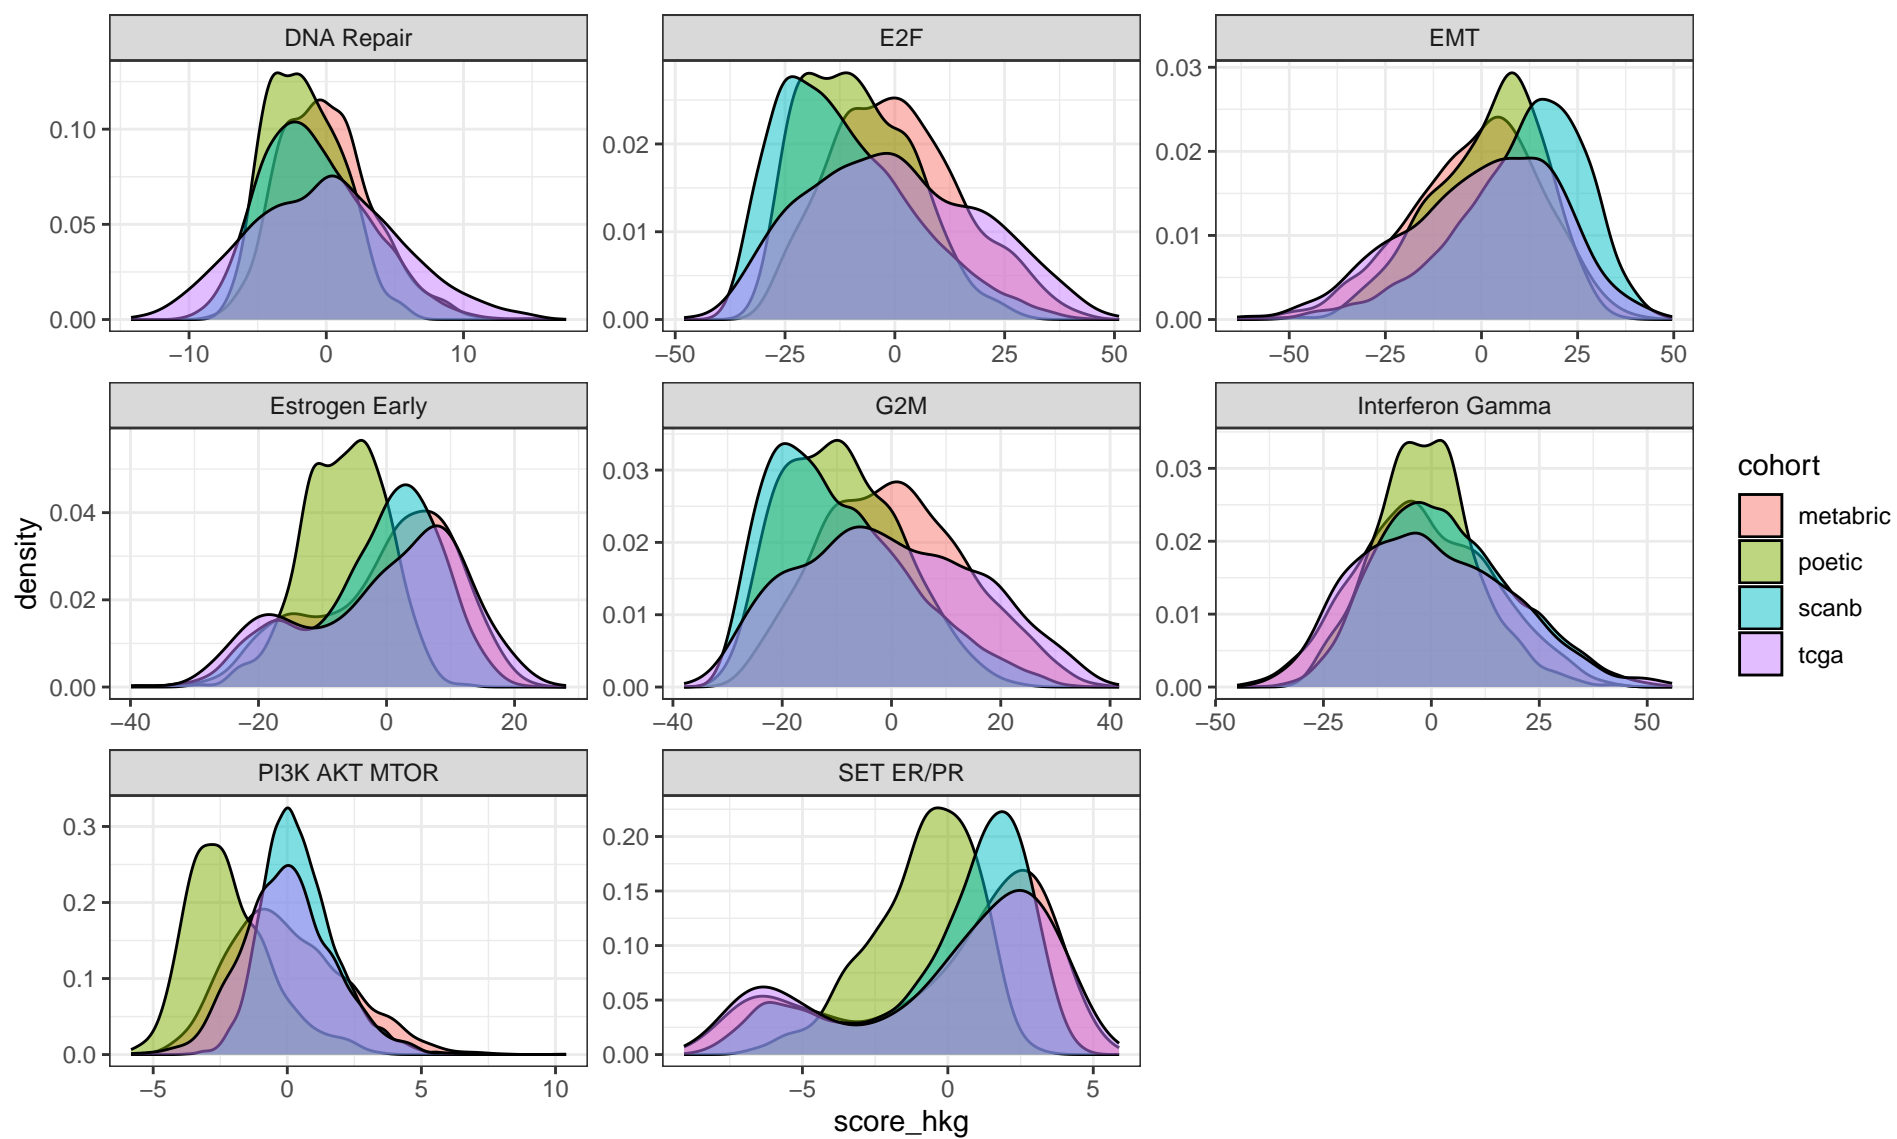 DNA Repair
E2F
EMT
0.10
0.05
0.00
−10 0 10
0.02
0.01
0.00
−50 −25 0 25 50
0.03
0.02
0.01
0.00
−50 −25 0 25 50
Estrogen Early
G2M
Interferon Gamma
0.04
0.02
0.00
−40 −20 0 20
0.03
0.02
0.01
0.00
−40 −20 0 20 40
0.03
0.02
0.01
0.00
−50 −25 0 25 50
PI3K AKT MTOR
SET ER/PR
0.3
0.2
0.1
0.0
−5 0 5 10
0.20
0.15
0.10
0.05
0.00
−5 0 5
density
score_hkg
cohort
metabric
poetic
scanb
tcga